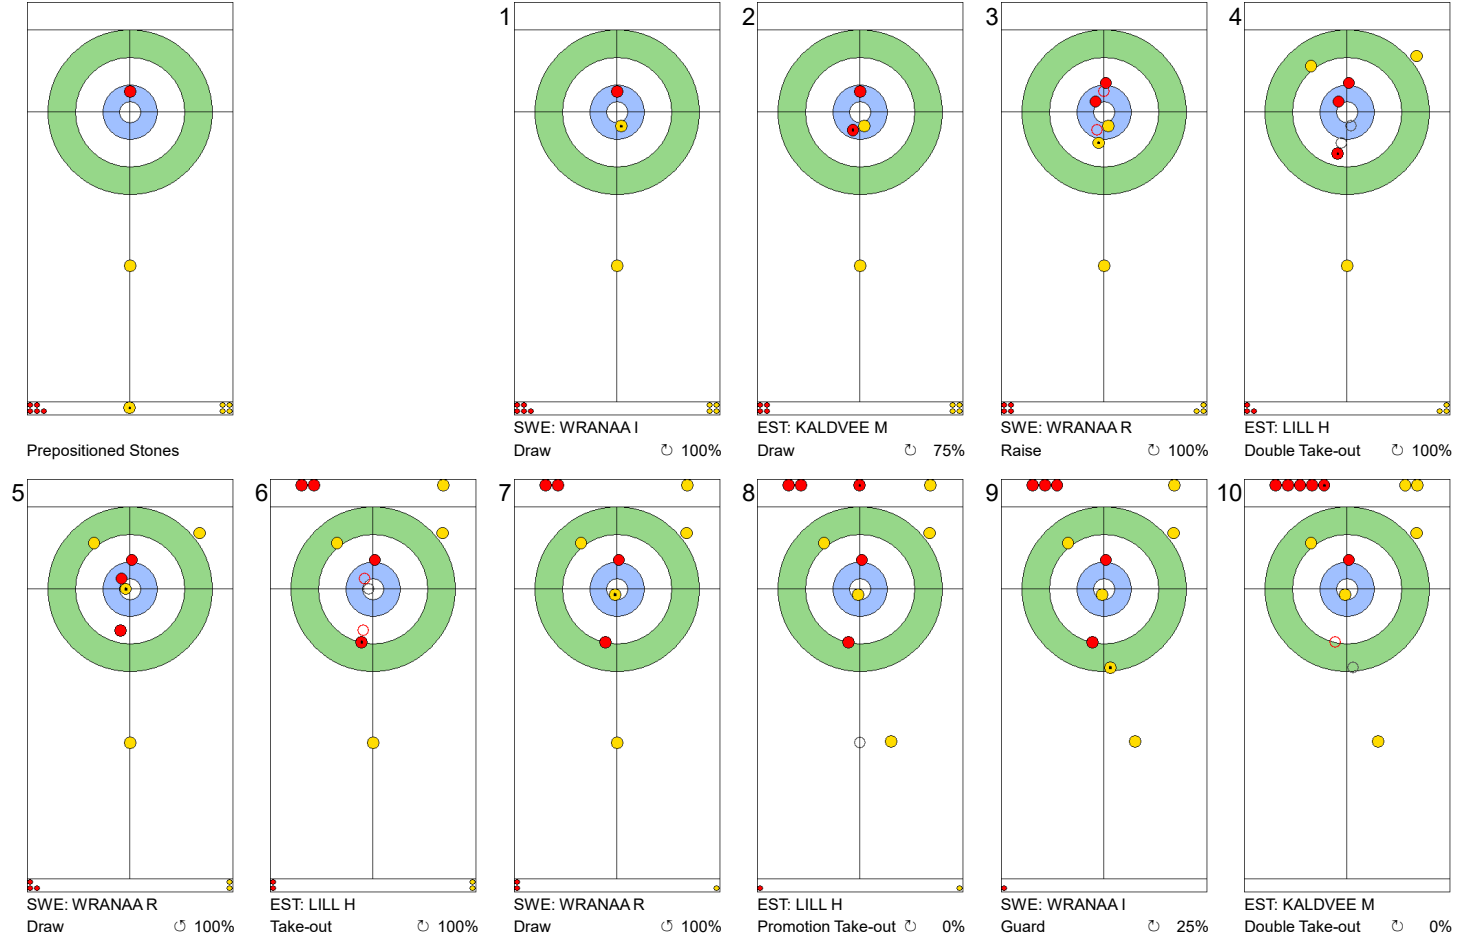 1
2
3
4
Prepositioned Stones
SWE: WRANAA I
Draw 100%
EST: KALDVEE M
Draw 75%
SWE: WRANAA R
Raise 100%
EST: LILL H
Double Take-out 100%
5
6
7
8
9
10
SWE: WRANAA R
Draw 100%
EST: LILL H
Take-out 100%
SWE: WRANAA R
Draw 100%
EST: LILL H
Promotion Take-out 0%
SWE: WRANAA I
Guard 25%
EST: KALDVEE M
Double Take-out 0%